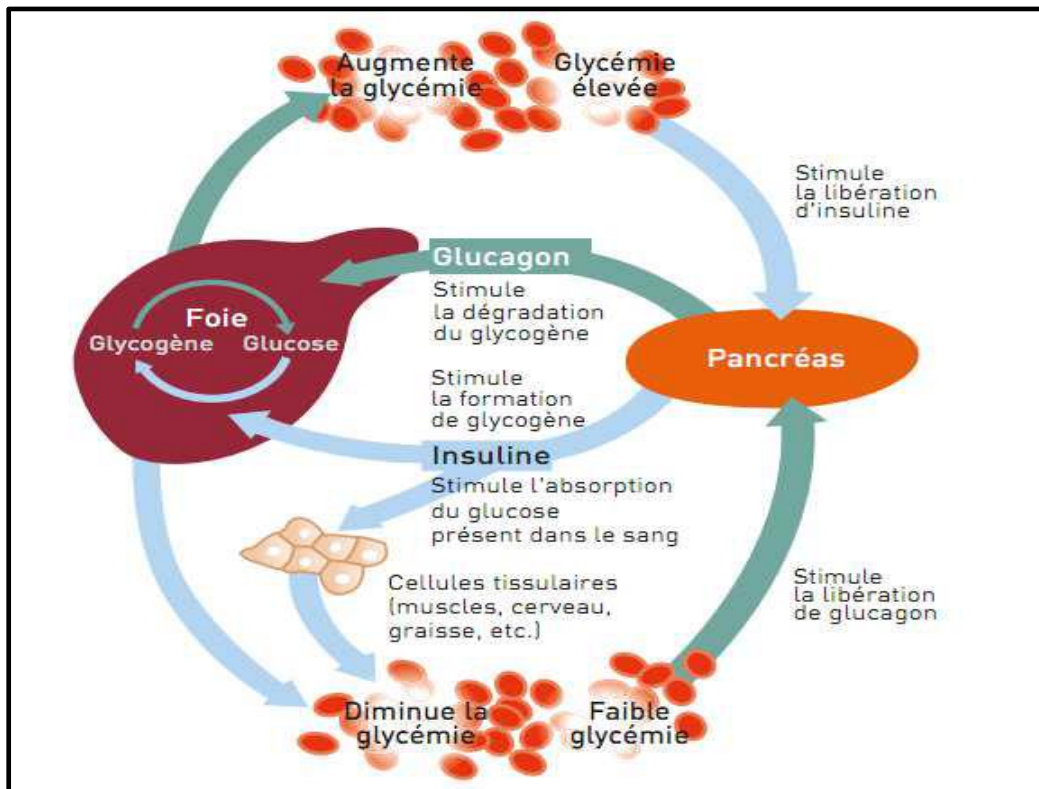 Augmente
la glycémie
Glycémie
élevée
Stimule
la libération
d'insuline
Glucagon
Stimule
la dégradation
du glycogène
Foie
Glycogène
Glucose
Pancréas
Stimule
la formation
de glycogène
Insuline
Stimule l'absorption
du glucose
présent dans le sang
Cellules tissulaires
(muscles, cerveau,
graisse, etc.)
Stimule
la libération
de glucagon
Diminue la
glycémie
Faible
glycémie